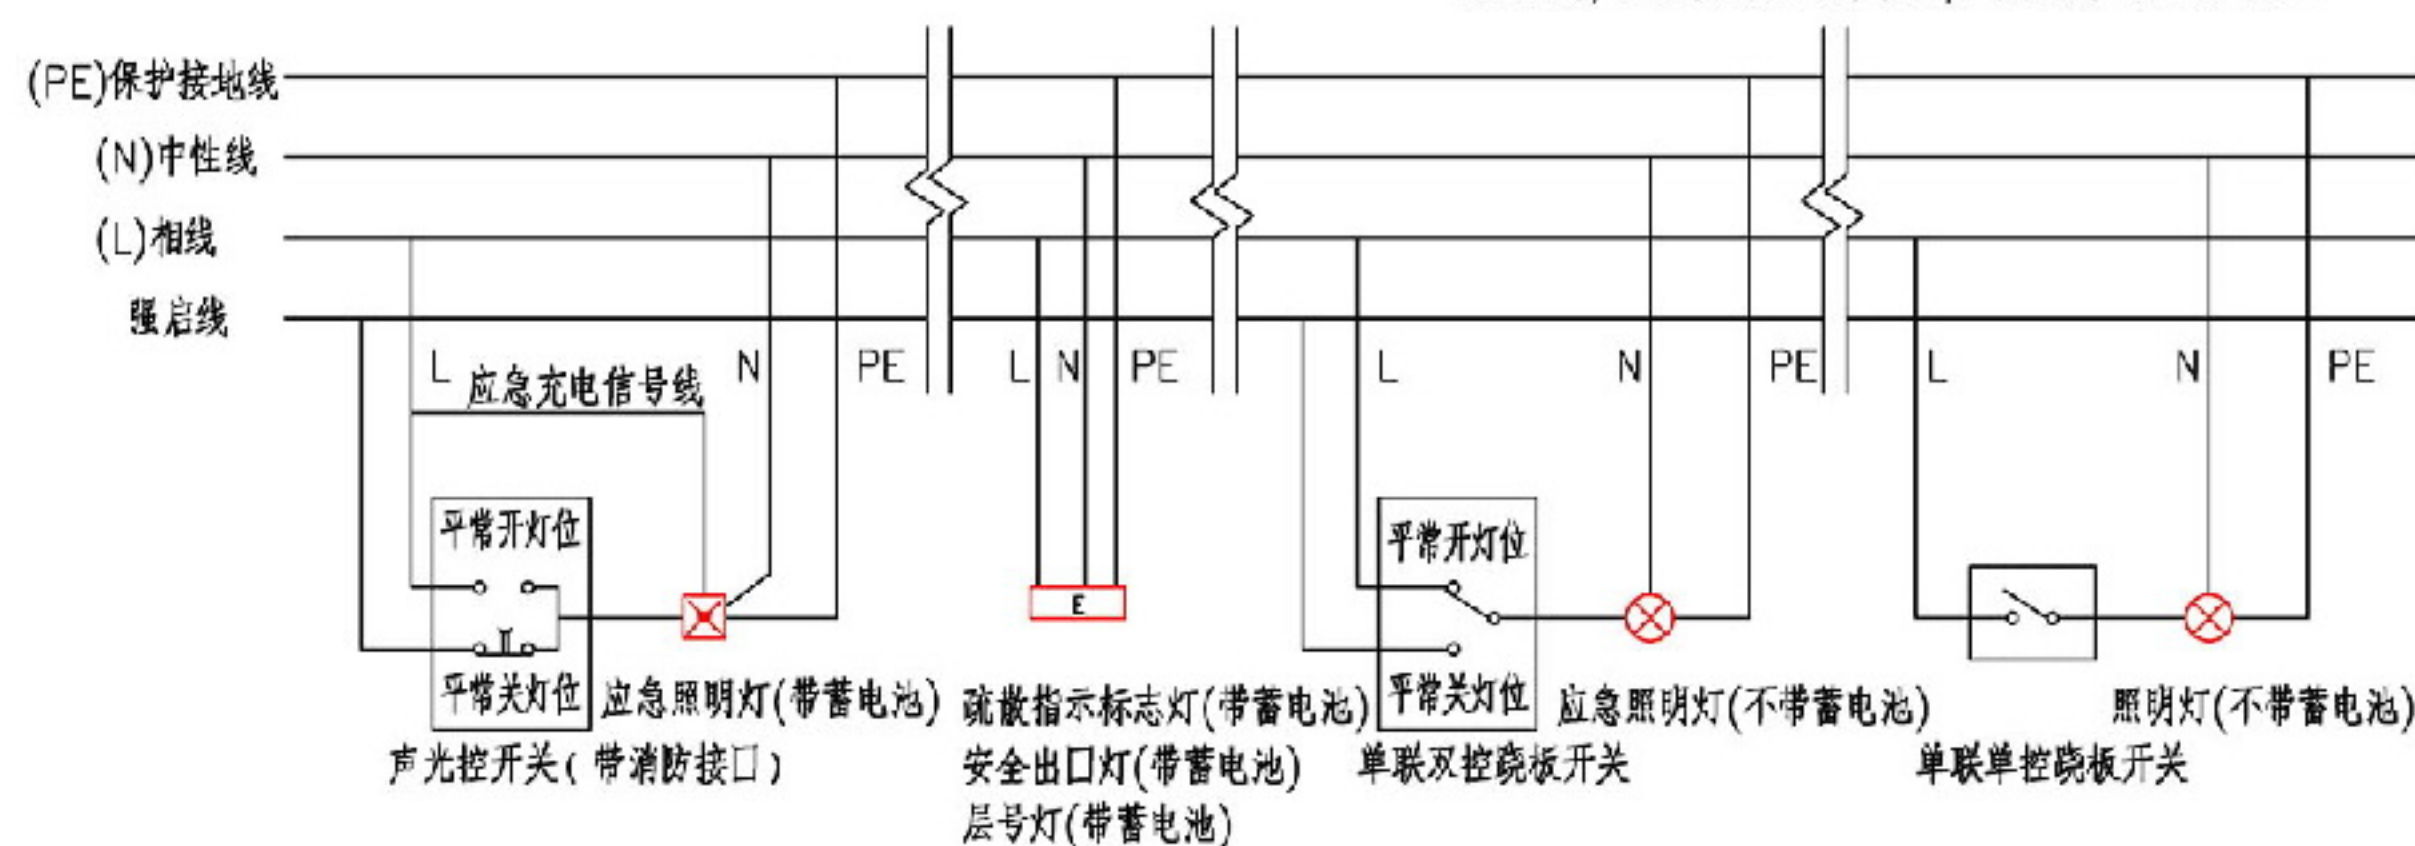 (PE)保护接地线
(N)中性线
(L)相线
强启线
L
应急充电信号线
N
PE
L
N
PE
L
N
PE
L
N
PE
平常开灯位
平常关灯位
应急照明灯(带蓄电池)
声光控开关(带消防接口)
E
疏散指示标志灯(带蓄电池)
安全出口灯(带蓄电池)
层号灯(带蓄电池)
平常开灯位
平常关灯位
应急照明灯(不带蓄电池)
单联双控跷板开关
照明灯(不带蓄电池)
单联单控跷板开关